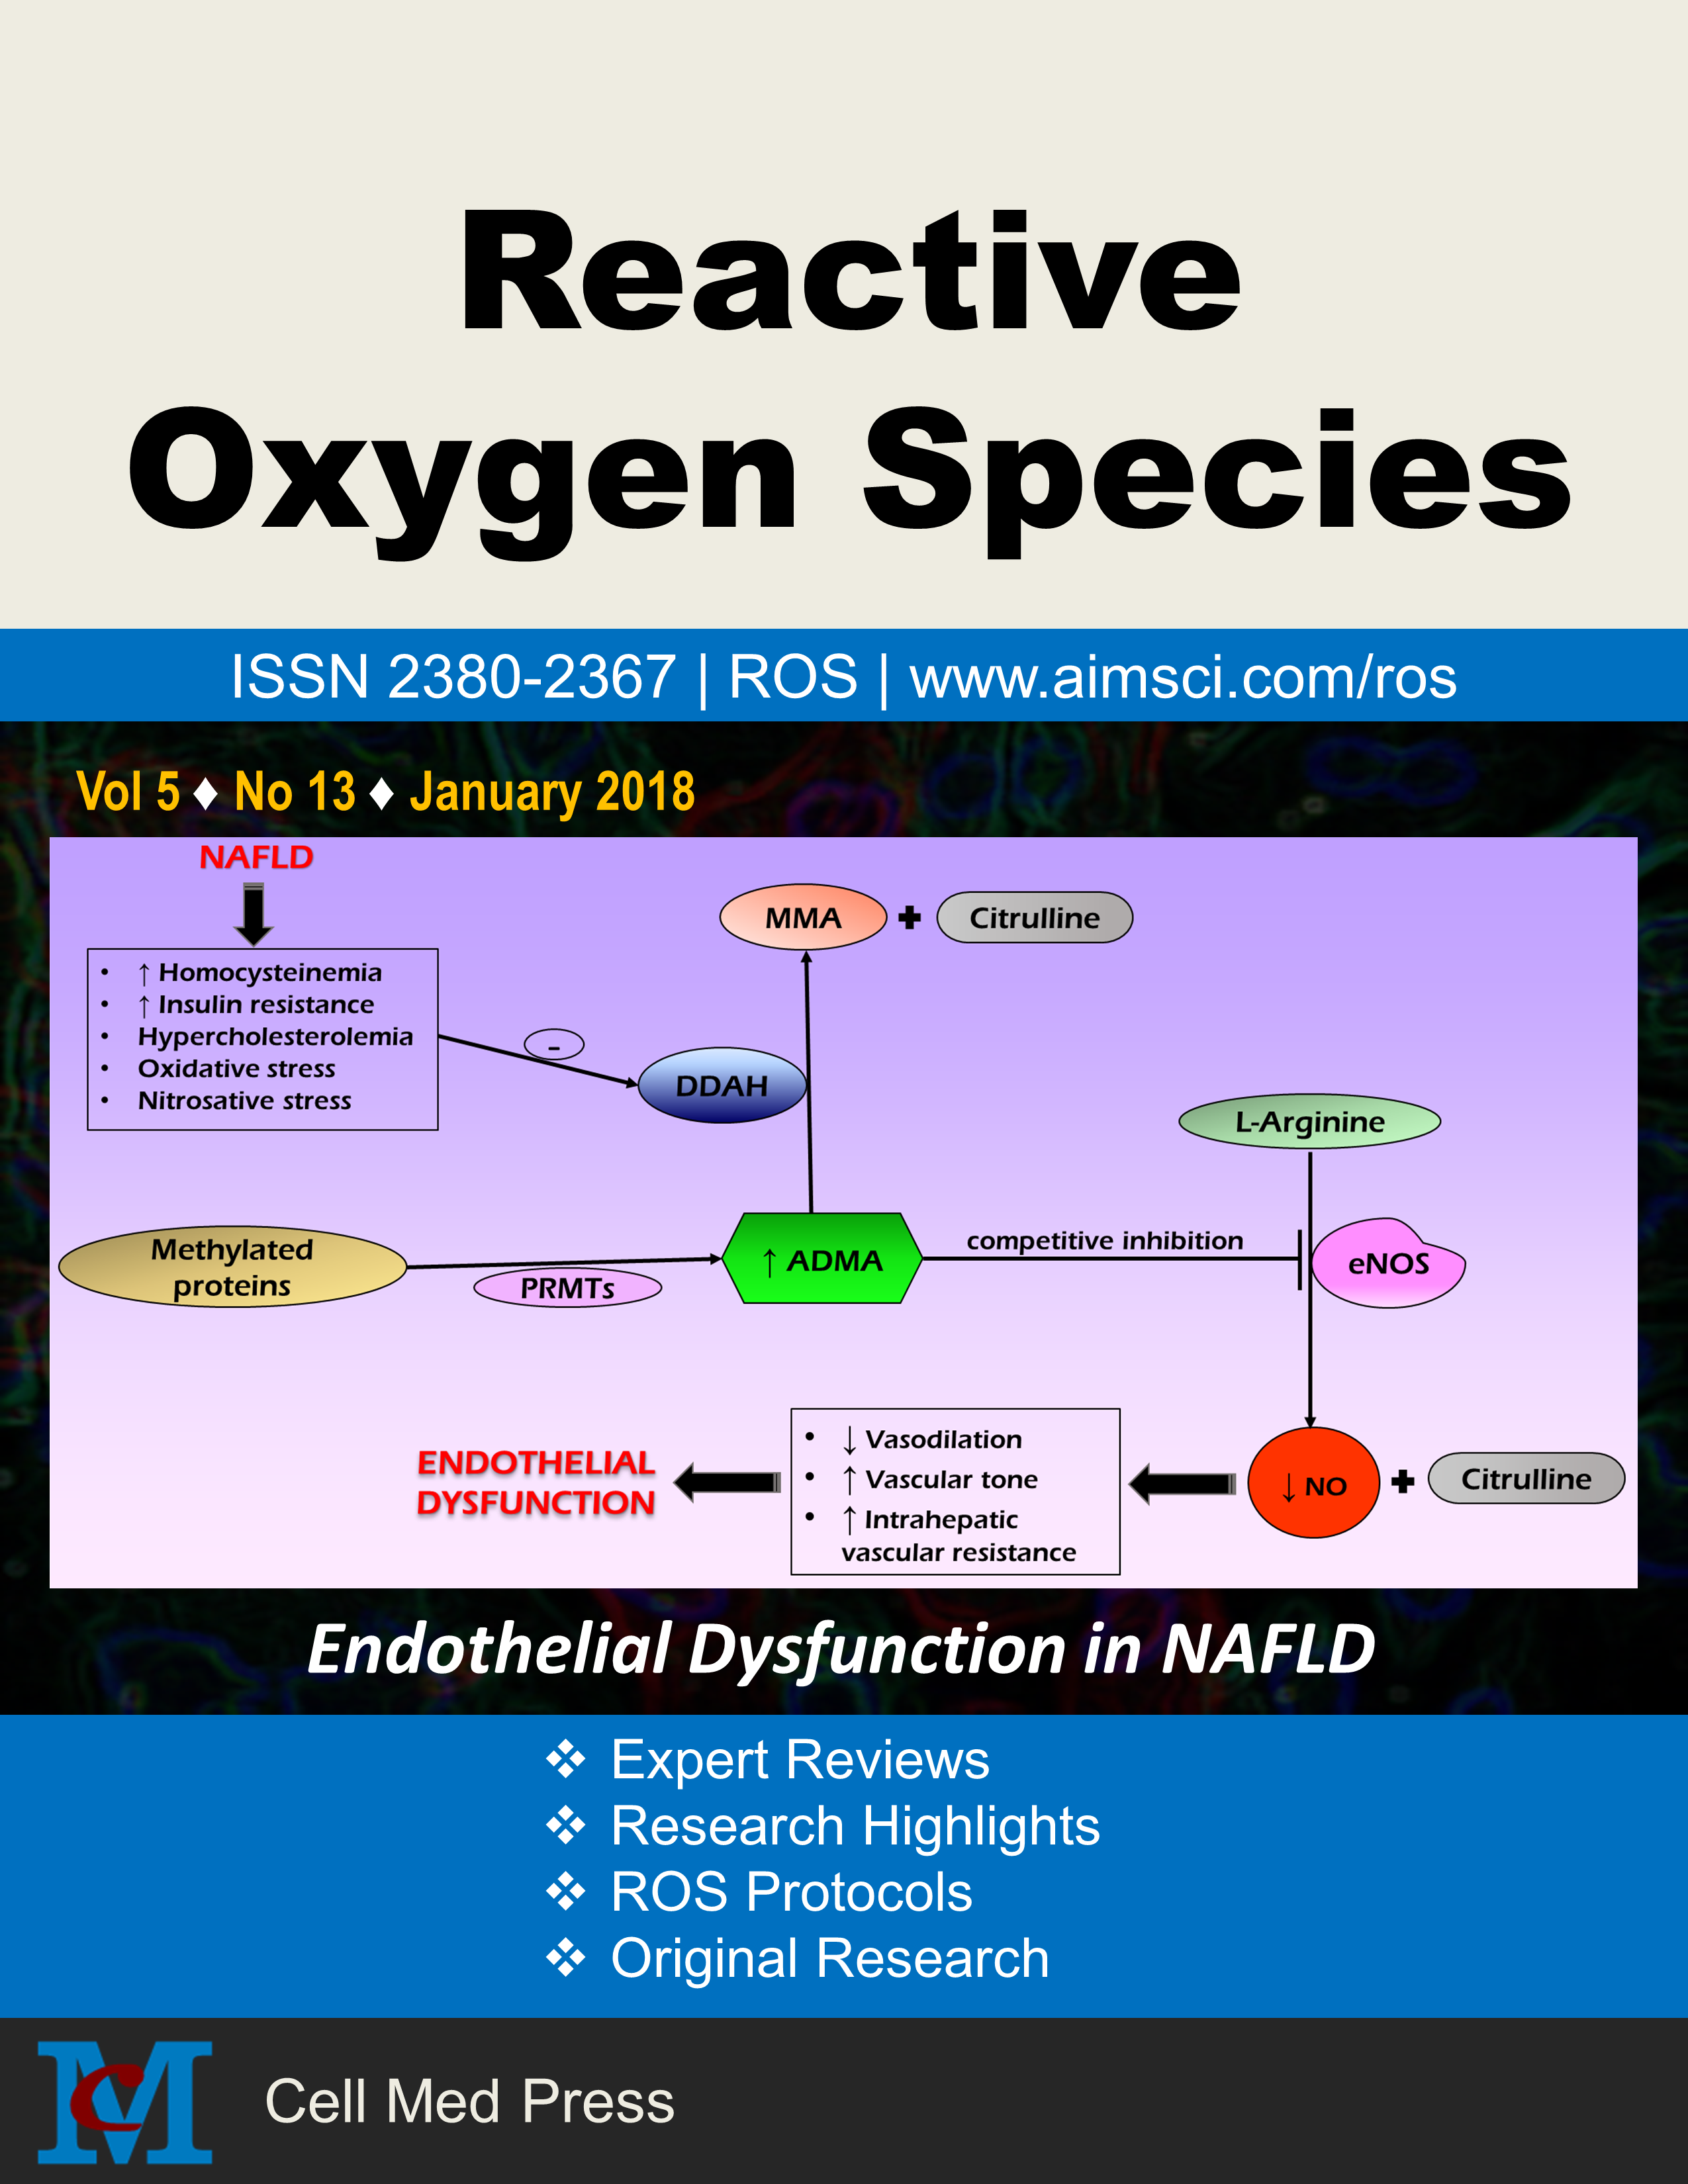 Reactive
Oxygen Species
ISSN 2380-2367 | ROS | www.aimsci.com/ros
Vol 5 ♦ No 13 ♦ January 2018
NAFLD
• ↑ Homocysteinemia
• ↑ Insulin resistance
• Hypercholesterolemia
• Oxidative stress
• Nitrosative stress
-
MMA + Citrulline
DDAH
L-Arginine
Methylated
proteins
PRMTs
↑ ADMA
competitive inhibition
eNOS
↓ NO + Citrulline
• ↓ Vasodilation
• ↑ Vascular tone
• ↑ Intrahepatic
vascular resistance
ENDOTHELIAL
DYSFUNCTION
Endothelial Dysfunction in NAFLD
❖ Expert Reviews
❖ Research Highlights
❖ ROS Protocols
❖ Original Research
MC
Cell Med Press